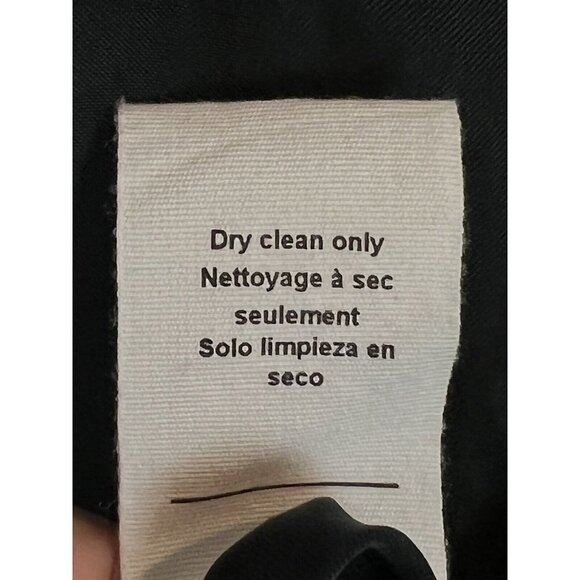 Dry clean only
Nettoyage à sec
seulement
Solo limpieza en
seco